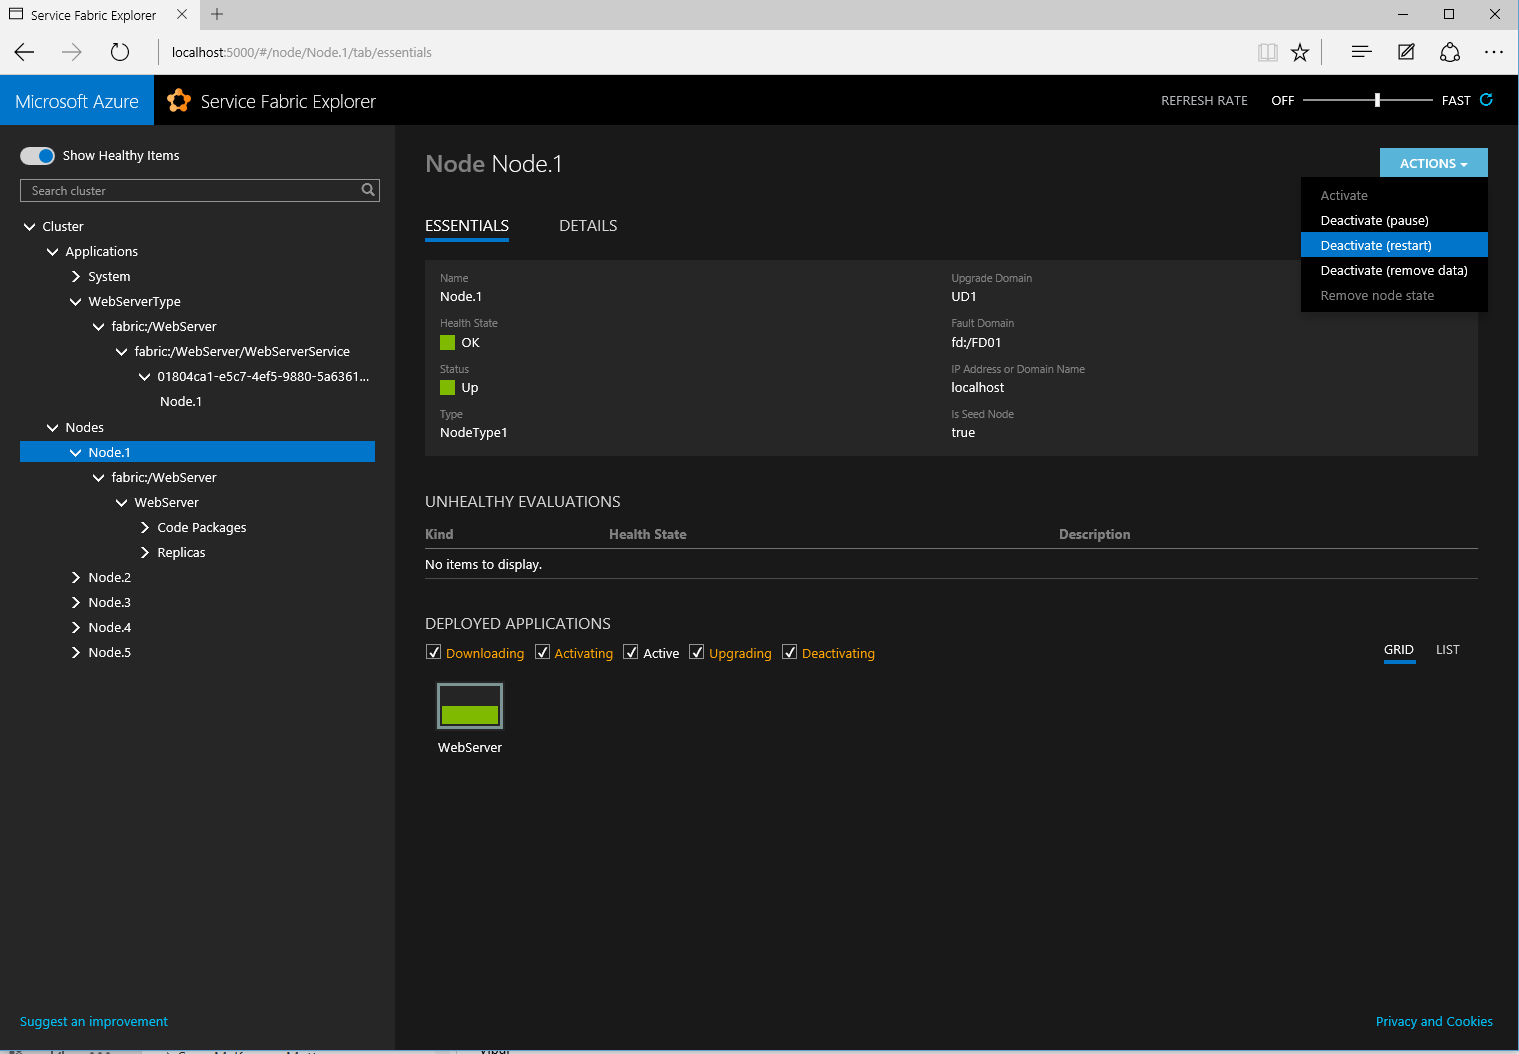 Service Fabric Explorer
localhost:5000/#/node/Node.1/tab/essentials
Microsoft Azure
Service Fabric Explorer
REFRESH RATE OFF FAST
Show Healthy Items
Search cluster
Cluster
Applications
System
WebServerType
fabric:/WebServer
fabric:/WebServer/WebServerService
01804ca1-e5c7-4ef5-9880-5a6361...
Node.1
Nodes
Node.1
fabric:/WebServer
WebServer
Code Packages
Replicas
Node.2
Node.3
Node.4
Node.5
Suggest an improvement
Node Node.1
ACTIONS
Activate
Deactivate (pause)
Deactivate (restart)
Deactivate (remove data)
Remove node state
ESSENTIALS DETAILS
Name
Node.1
Health State
OK
Status
Up
Type
NodeType1
Upgrade Domain
UD1
Fault Domain
fd:/FD01
IP Address or Domain Name
localhost
Is Seed Node
true
UNHEALTHY EVALUATIONS
Kind Health State Description
No items to display.
DEPLOYED APPLICATIONS
Downloading Activating Active Upgrading Deactivating
GRID LIST
WebServer
Privacy and Cookies